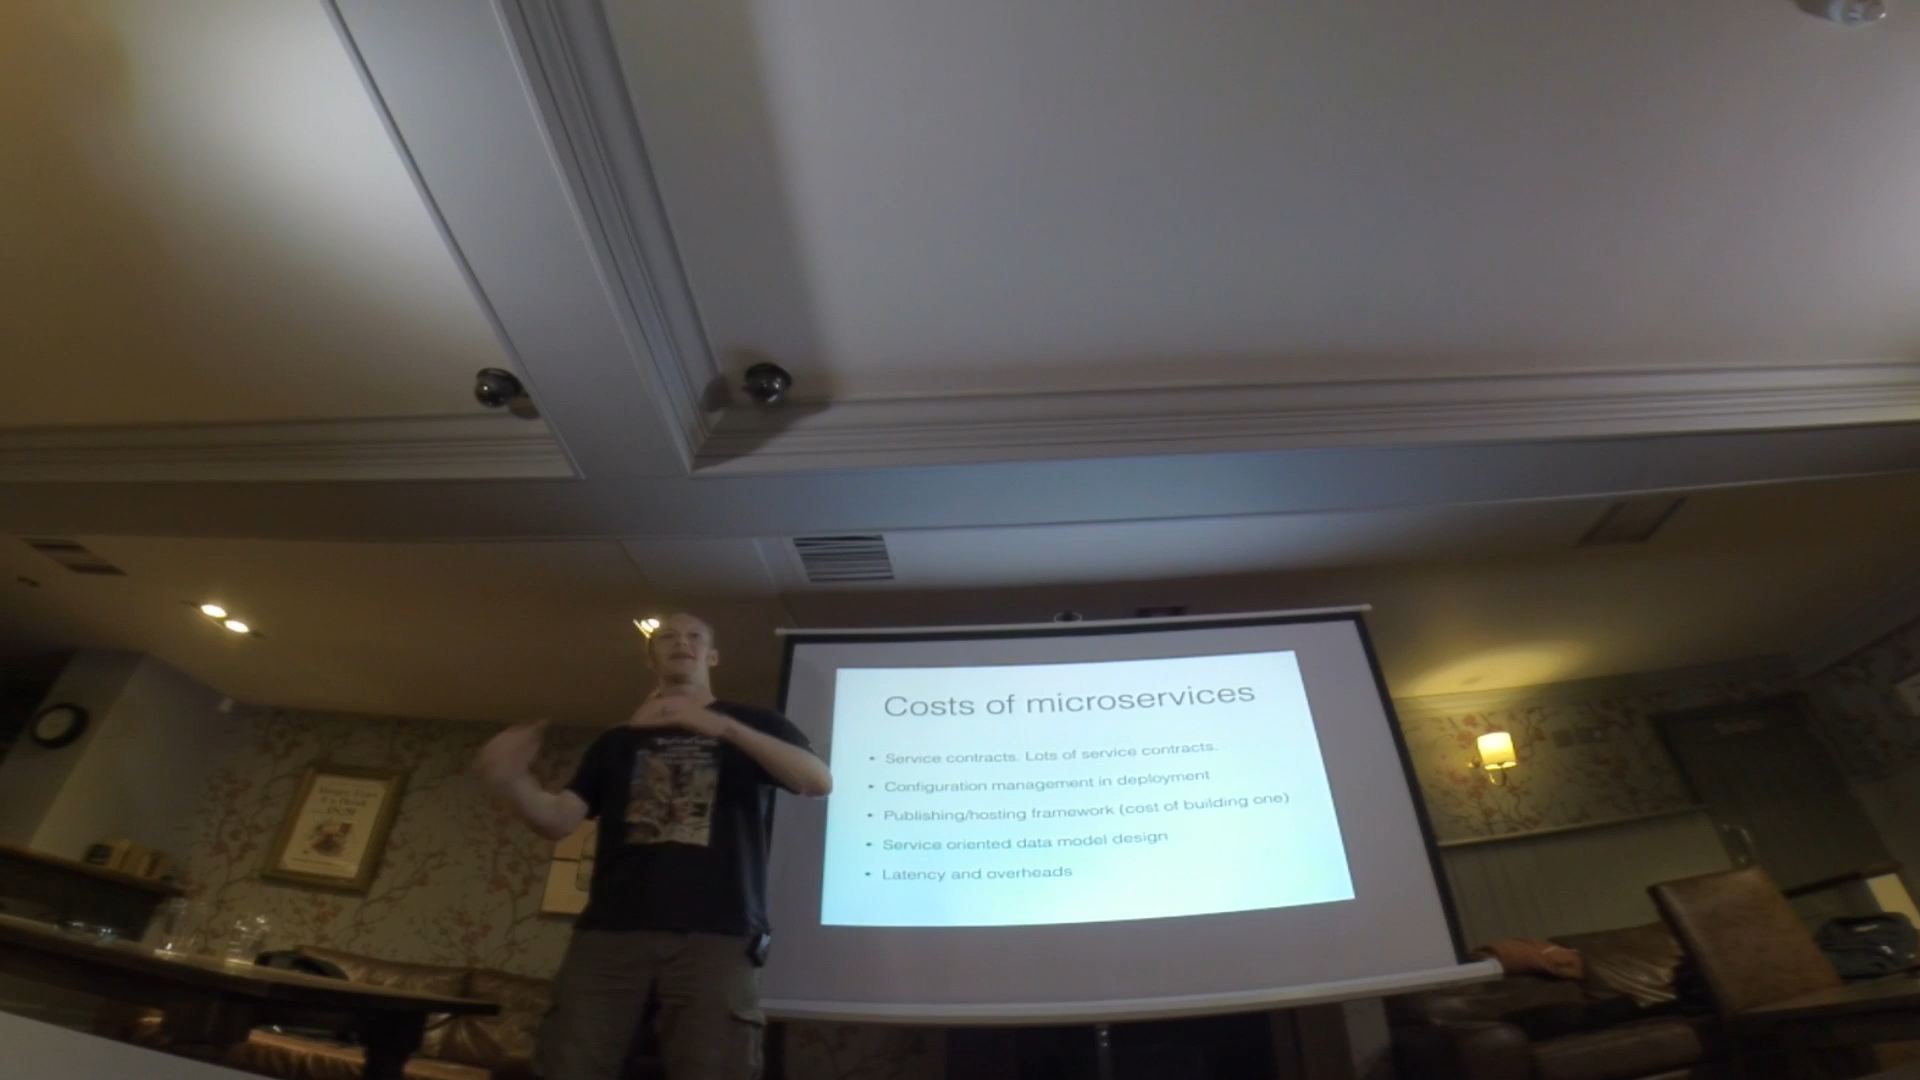 Costs of microservices
• Service contracts. Lots of service contracts.
• Configuration management in deployment
• Publishing/hosting framework (cost of building one)
• Service oriented data model design
• Latency and overheads